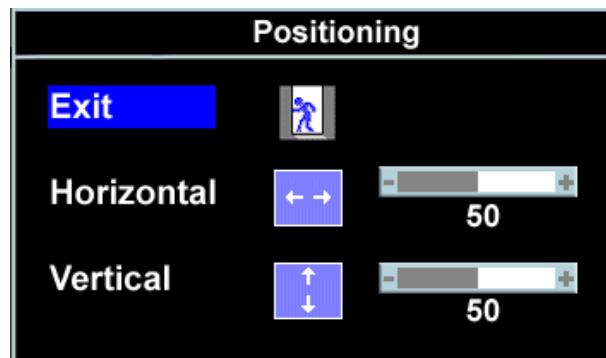 Positioning
Exit
Horizontal
- +
50
Vertical
- +
50